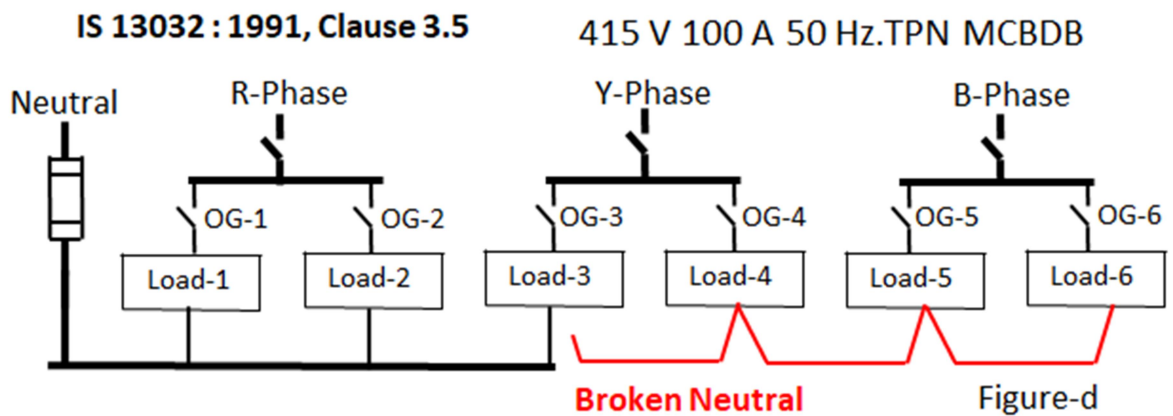 IS 13032 : 1991, Clause 3.5
415 V 100 A 50 Hz.TPN MCBDB
Neutral
R-Phase
Y-Phase
B-Phase
OG-1
OG-2
OG-3
OG-4
OG-5
OG-6
Load-1
Load-2
Load-3
Load-4
Load-5
Load-6
Broken Neutral
Figure-d